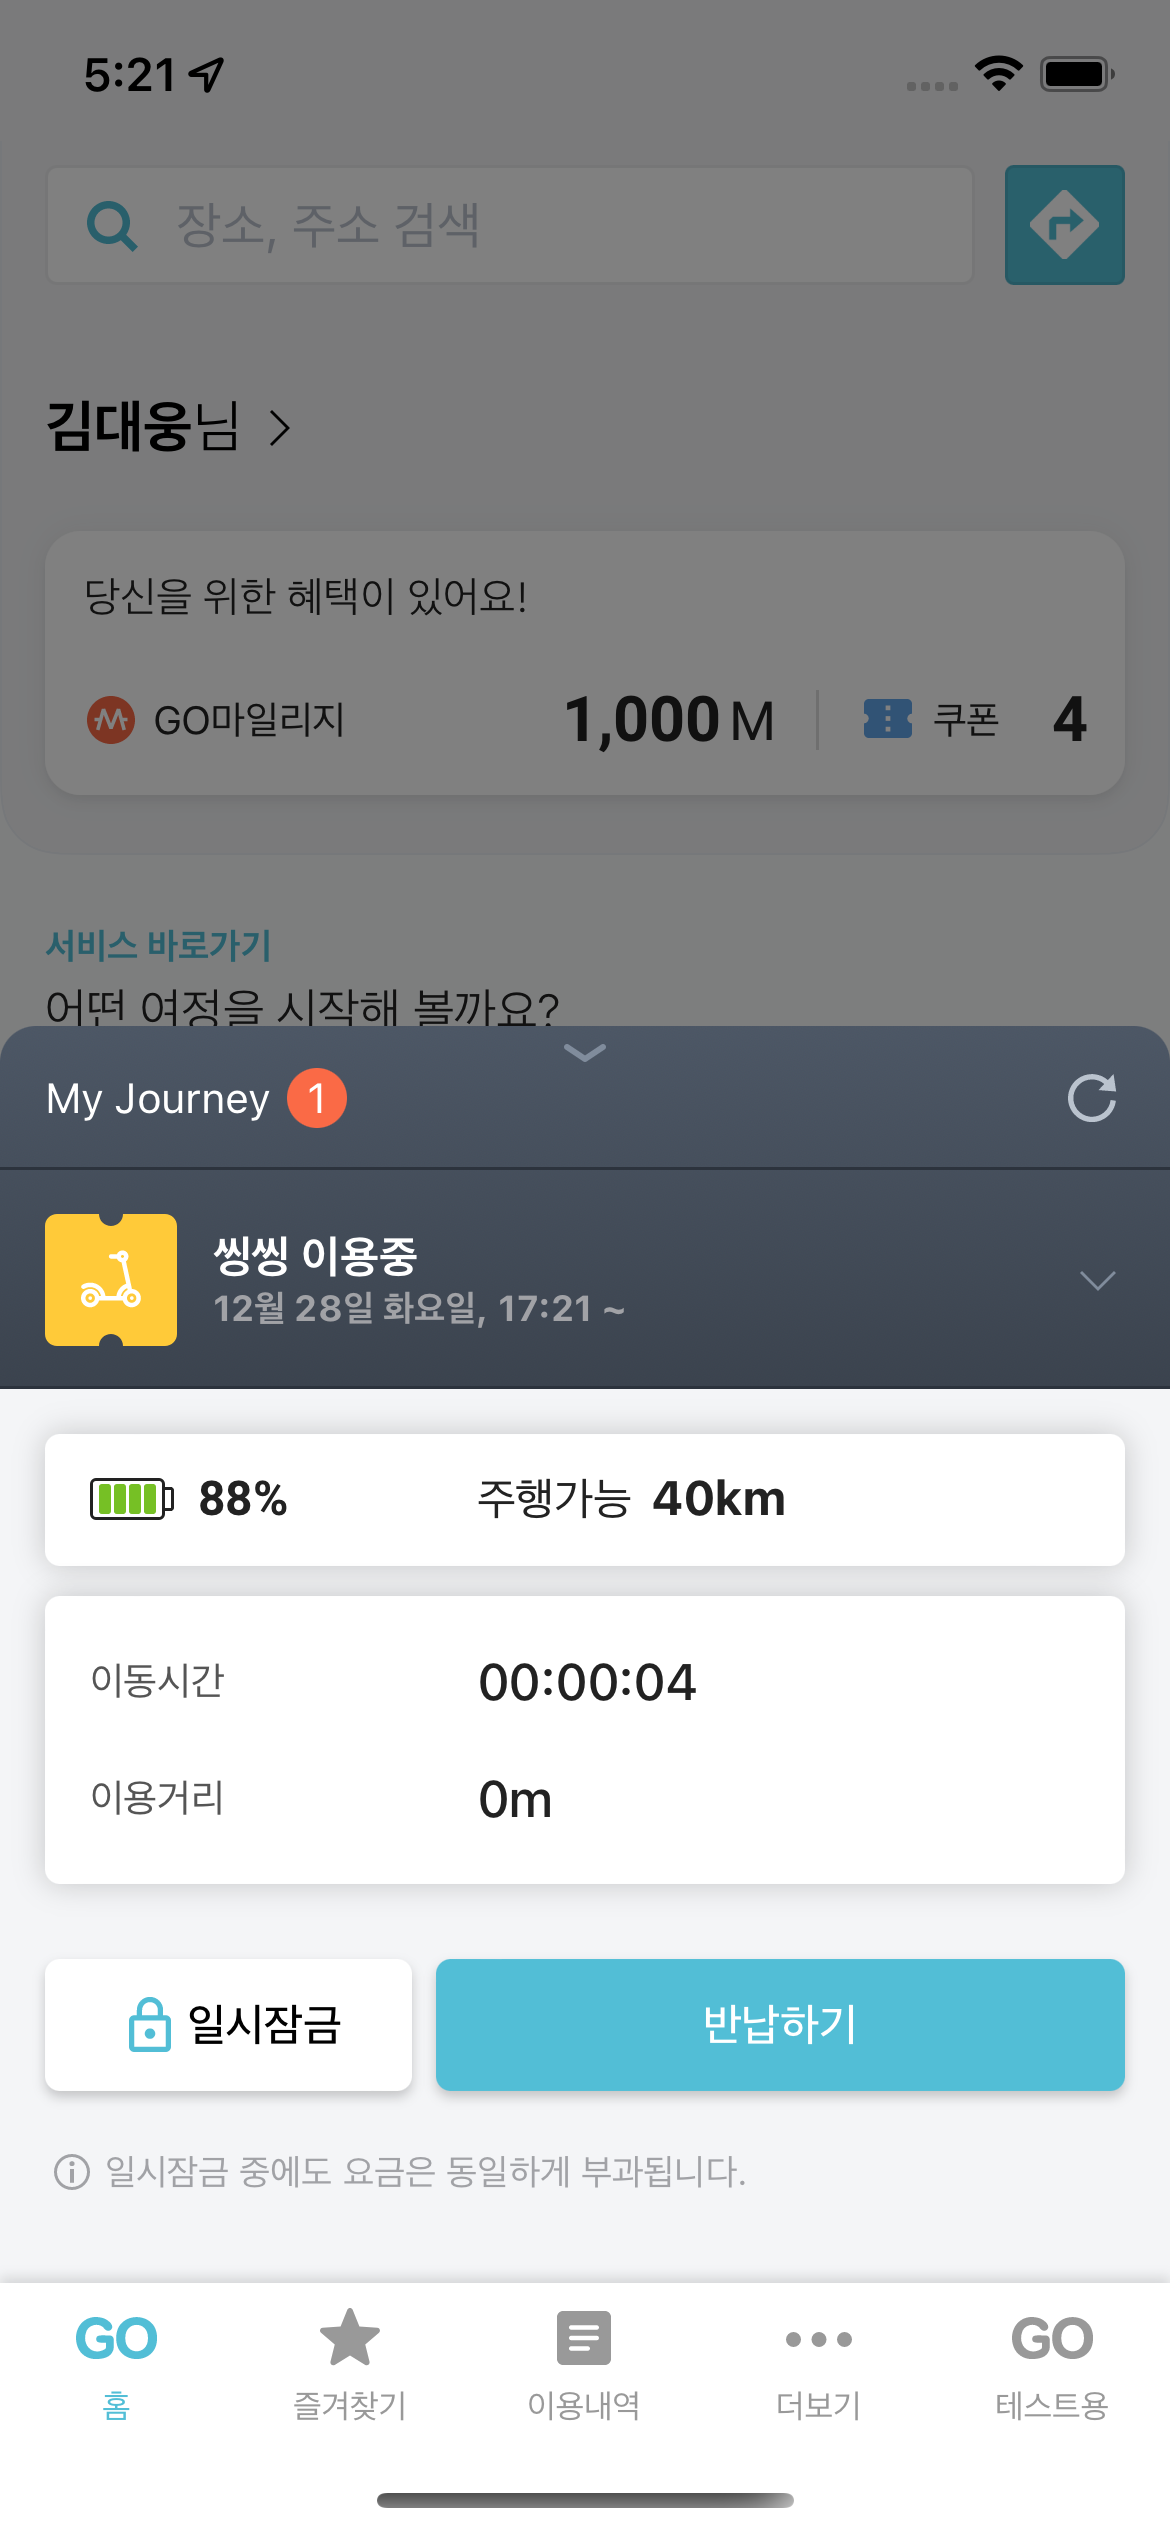 5:21
장소, 주소 검색
김대웅님
당신을 위한 혜택이 있어요!
GO마일리지 1,000 M 쿠폰 4
서비스 바로가기
어떤 여정을 시작해 볼까요?
My Journey 1
씽씽 이용중
12월 28일 화요일, 17:21 ~
88% 주행가능 40km
이동시간 00:00:04
이용거리 0m
일시잠금 반납하기
일시잠금 중에도 요금은 동일하게 부과됩니다.
GO GO
홈 즐겨찾기 이용내역 더보기 테스트용